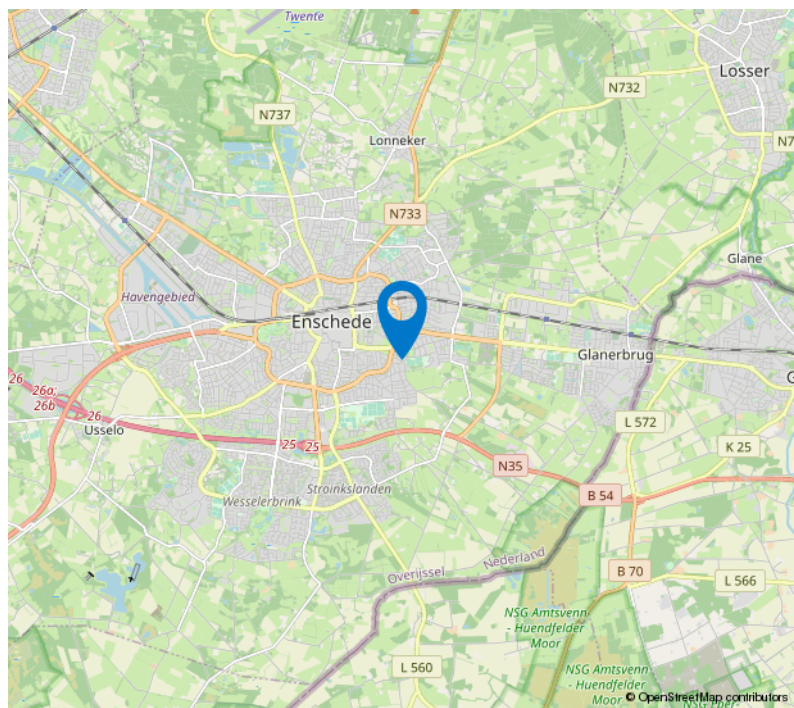 Twente
Losser
N732
N737
Lonneker
N7
N733
Glane
Havengebied
Enschede
Glanerbrug
G
26
26a;
26b
26
Usselo
25
25
L 572
K 25
N35
B 54
Stroinkslanden
Wesselerbrink
Nederland
Overijssel
B 70
L 566
NSG Amtsvenn
- Huendfelder
Moor
L 560
NSG Amtsvenn
- Huendfelder
Moor
NSG Eper-
© OpenStreetMap contributors